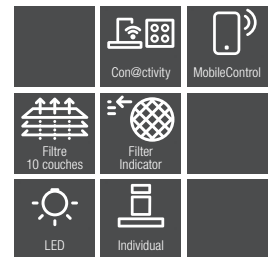 Con@ctivity
MobileControl
Filtre
10 couches
Filter
Indicator
LED
Individual